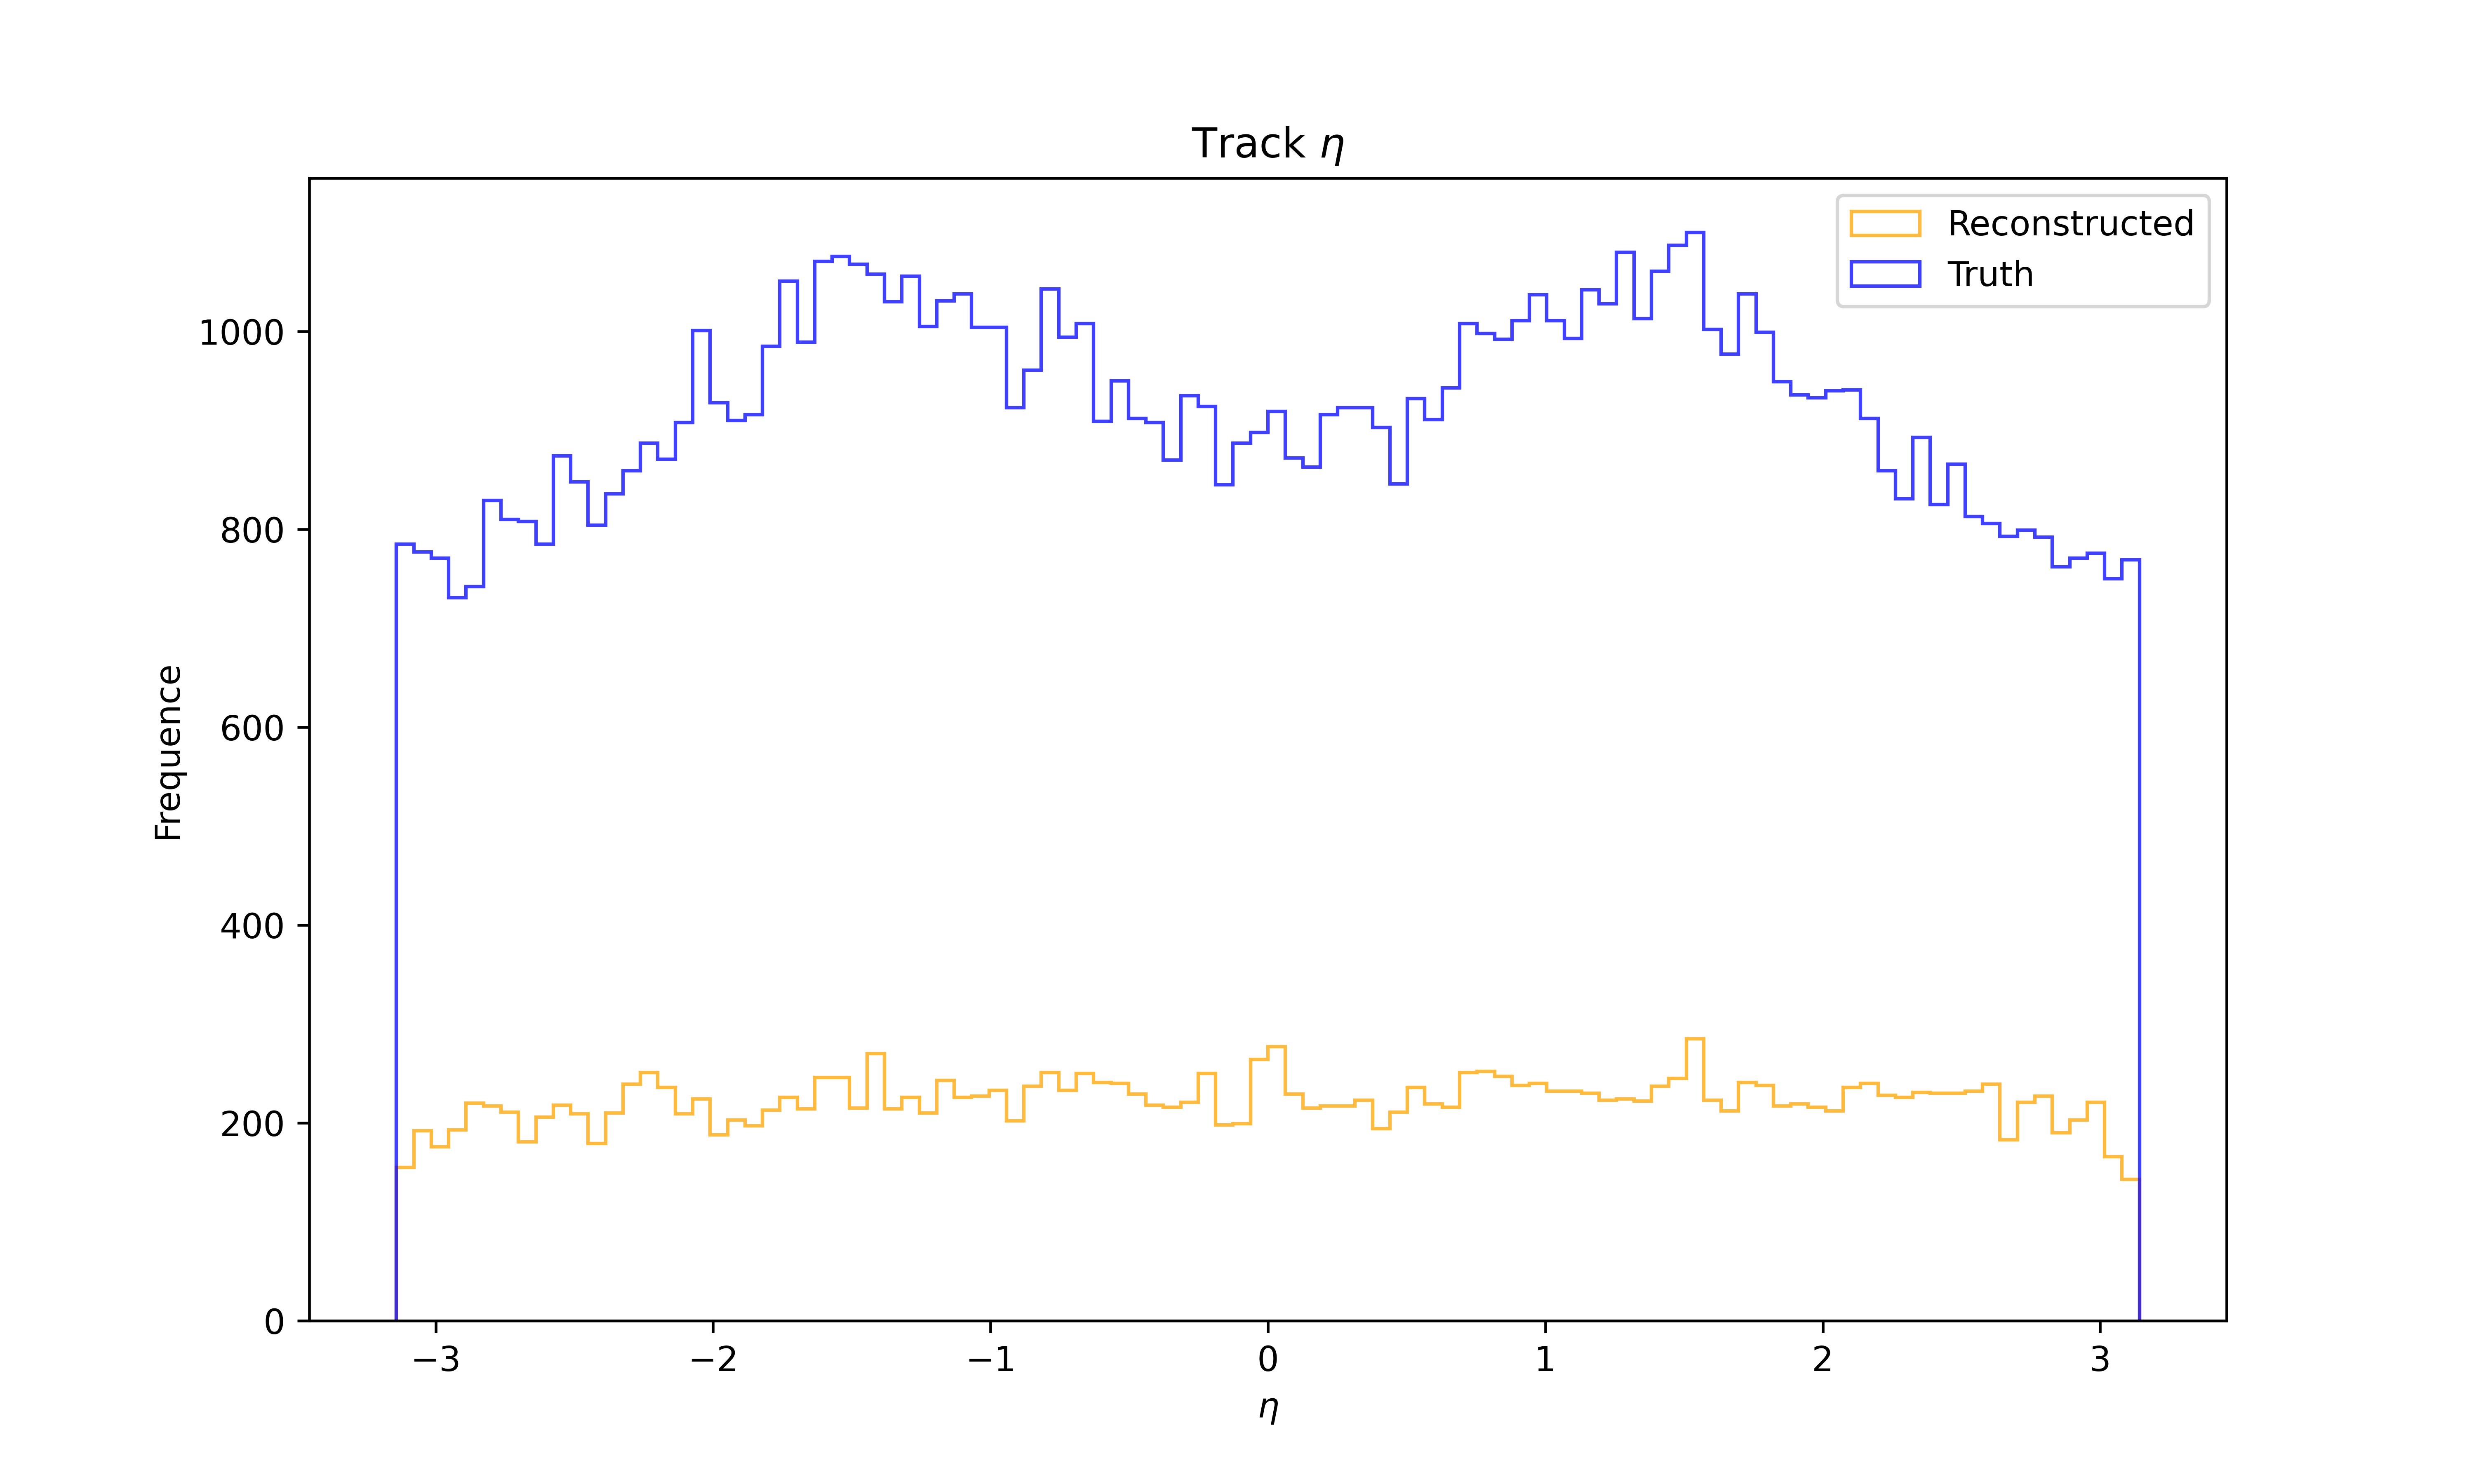 Track η
Reconstructed
Truth
1000
800
600
400
200
0
Frequence
−3 −2 −1 0 1 2 3
η